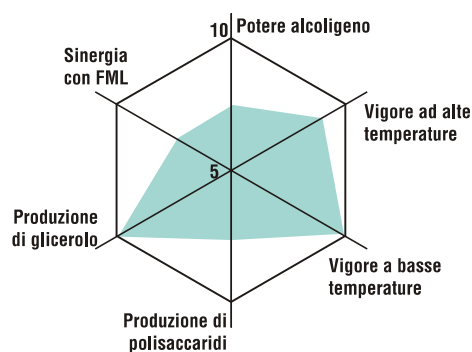 10
Potere alcoligeno
Sinergia
con FML
Vigore ad alte
temperature
5
Produzione
di glicerolo
Vigore a basse
temperature
Produzione di
polisaccaridi